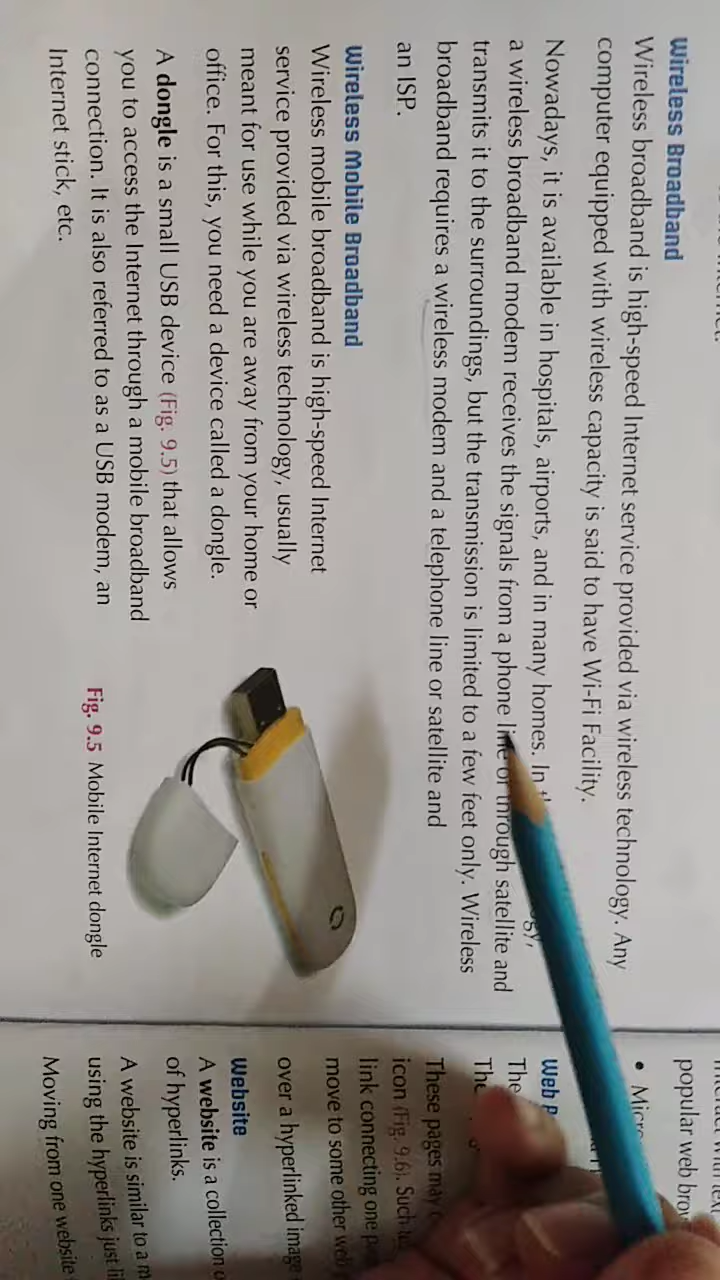 Wireless Broadband
Wireless broadband is high-speed Internet service provided via wireless technology. Any
computer equipped with wireless capacity is said to have Wi-Fi Facility.
Nowadays, it is available in hospitals, airports, and in many homes. In
a wireless broadband modem receives the signals from a phone line or through satellite and
transmits it to the surroundings, but the transmission is limited to a few feet only. Wireless
broadband requires a wireless modem and a telephone line or satellite and
an ISP.
Wireless Mobile Broadband
Wireless mobile broadband is high-speed Internet
service provided via wireless technology, usually
meant for use while you are away from your home or
office. For this, you need a device called a dongle.
A dongle is a small USB device (Fig. 9.5) that allows
you to access the Internet through a mobile broadband
connection. It is also referred to as a USB modem, an
Internet stick, etc.
Fig. 9.5 Mobile Internet dongle
popular web
•
Web
The
These pages may
icon (Fig. 9.6). Such
link connecting one
move to some other web
over a hyperlinked image
Website
A website is a collection
of hyperlinks.
A website is similar to a
using the hyperlinks just
Moving from one website